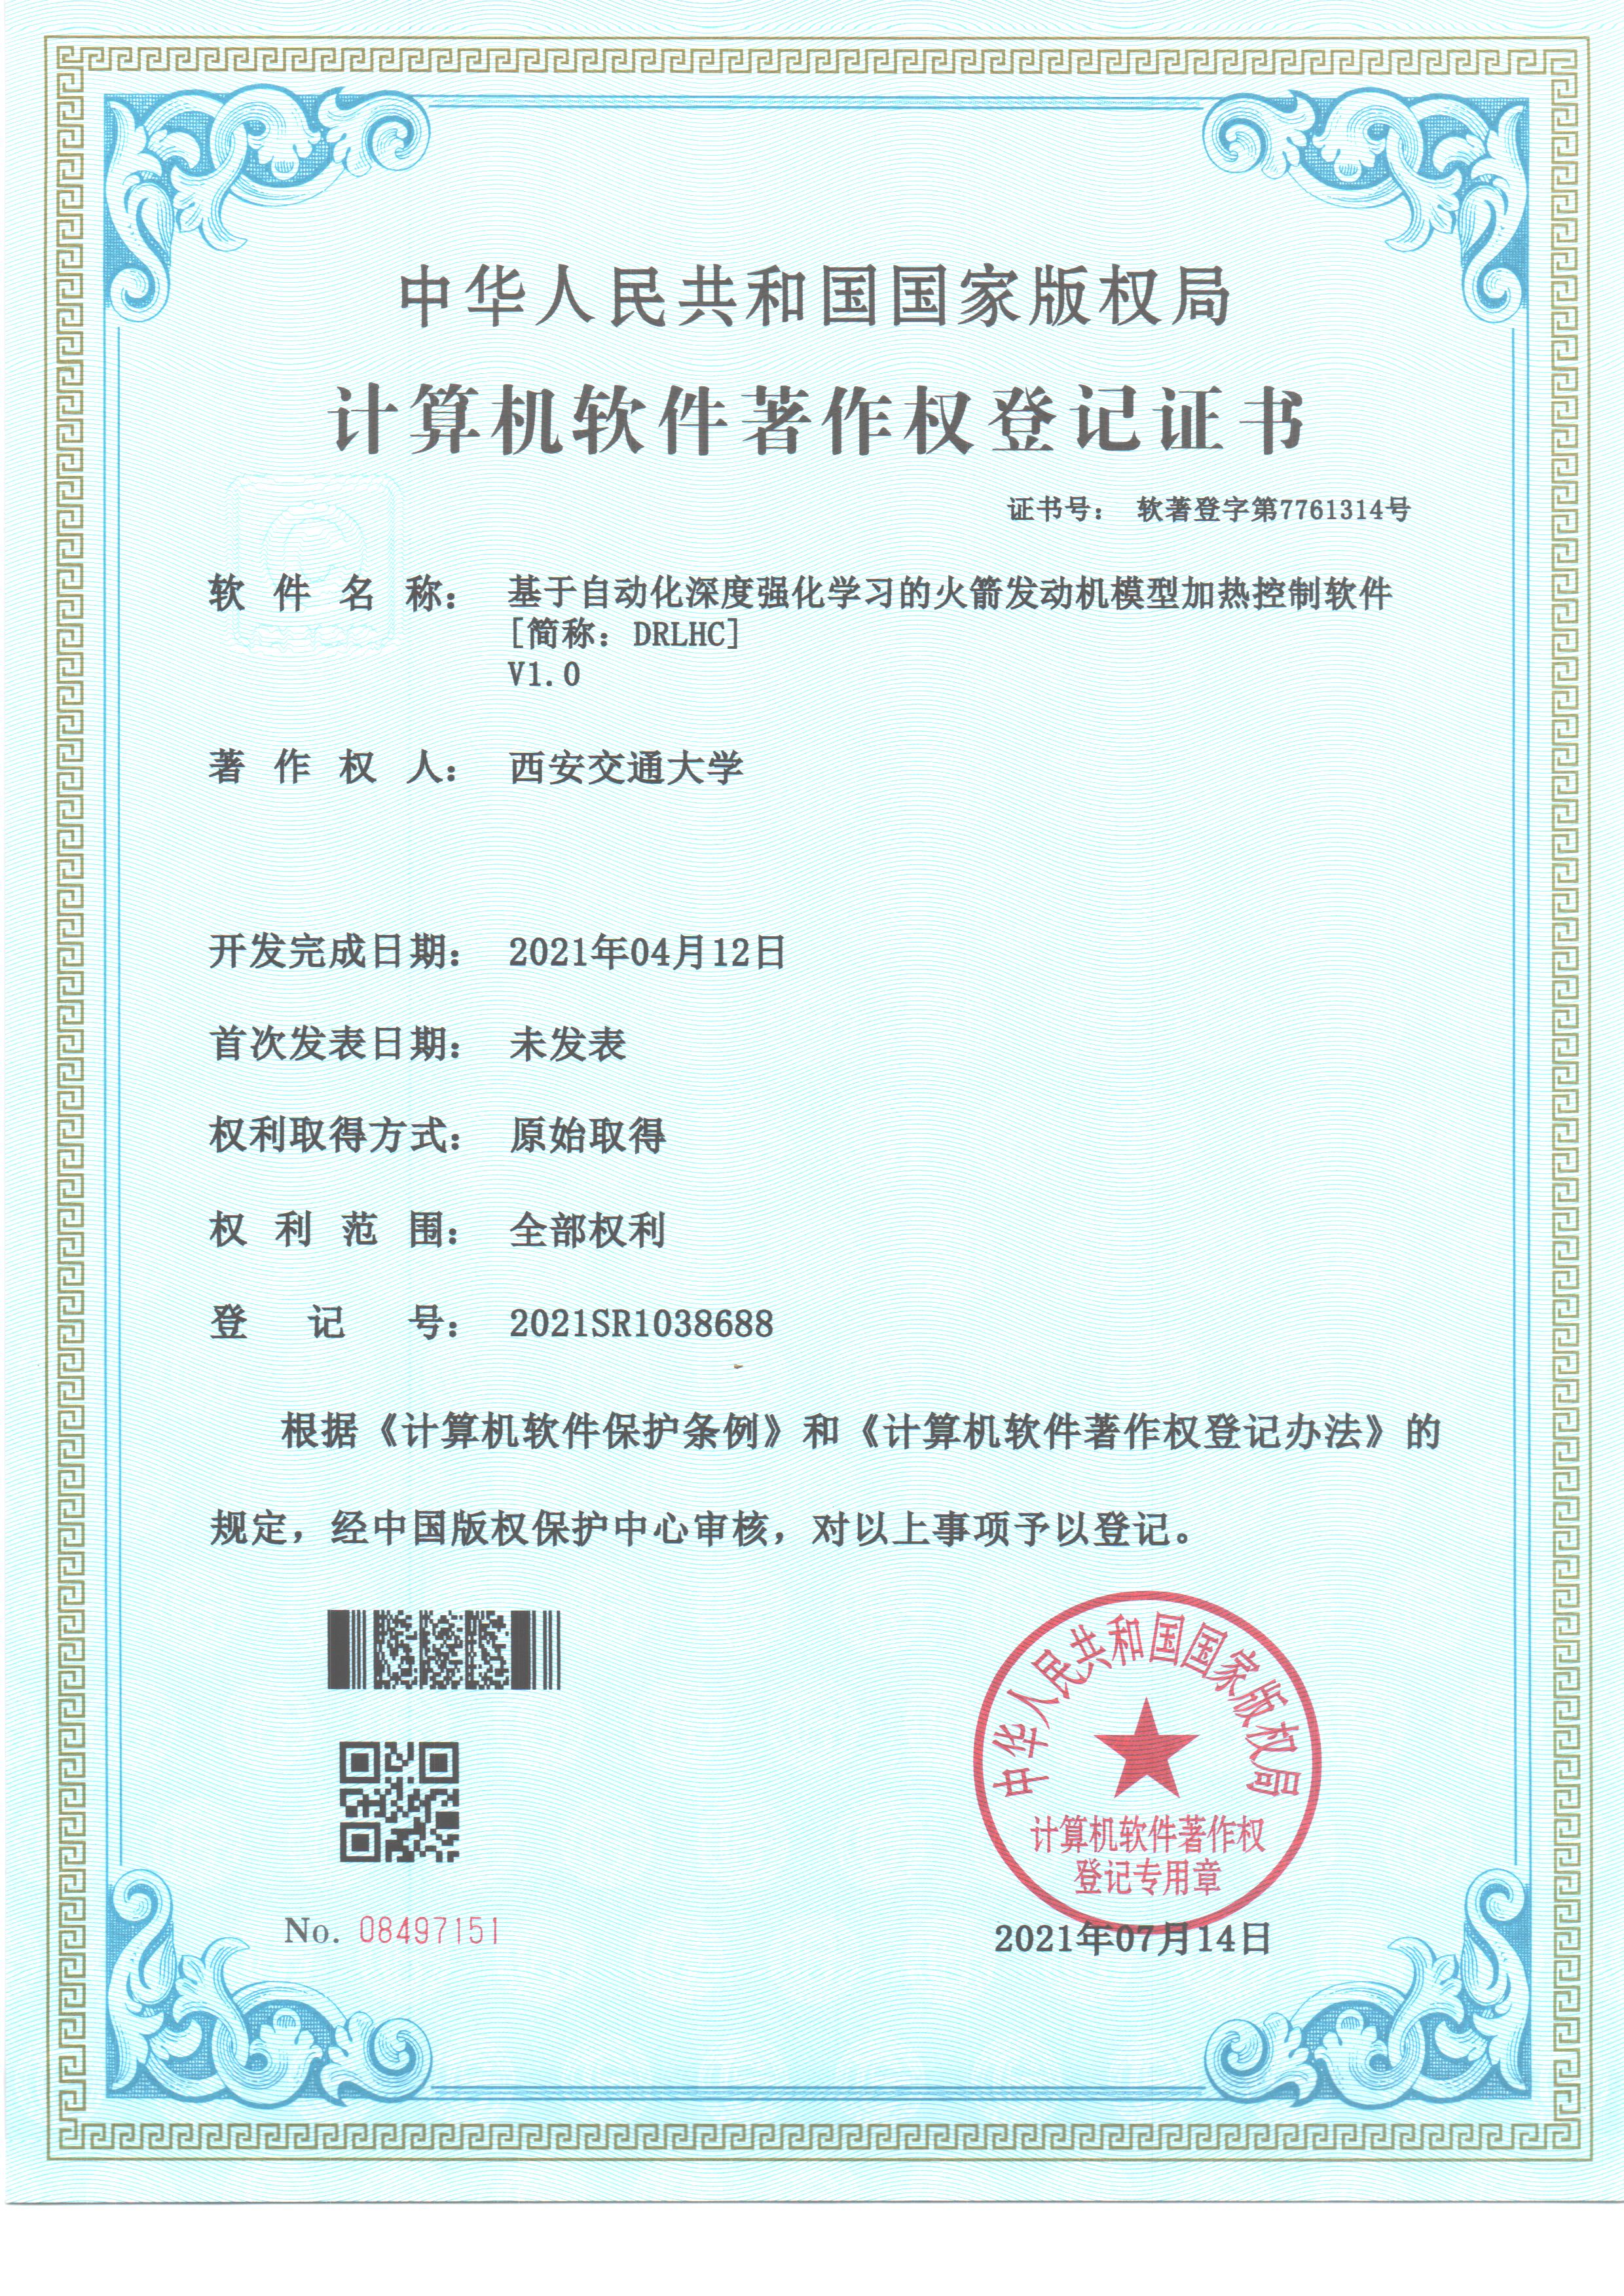 中华人民共和国国家版权局
计算机软件著作权登记证书
证书号： 软著登字第7761314号
软件名称： 基于自动化深度强化学习的火箭发动机模型加热控制软件
[简称：DRLHC]
V1.0
著作权人： 西安交通大学
开发完成日期： 2021年04月12日
首次发表日期： 未发表
权利取得方式： 原始取得
权利范围： 全部权利
登记号： 2021SR1038688
根据《计算机软件保护条例》和《计算机软件著作权登记办法》的
规定，经中国版权保护中心审核，对以上事项予以登记。
中华人民共和国国家版权局
计算机软件著作权
登记专用章
No. 08497151
2021年07月14日